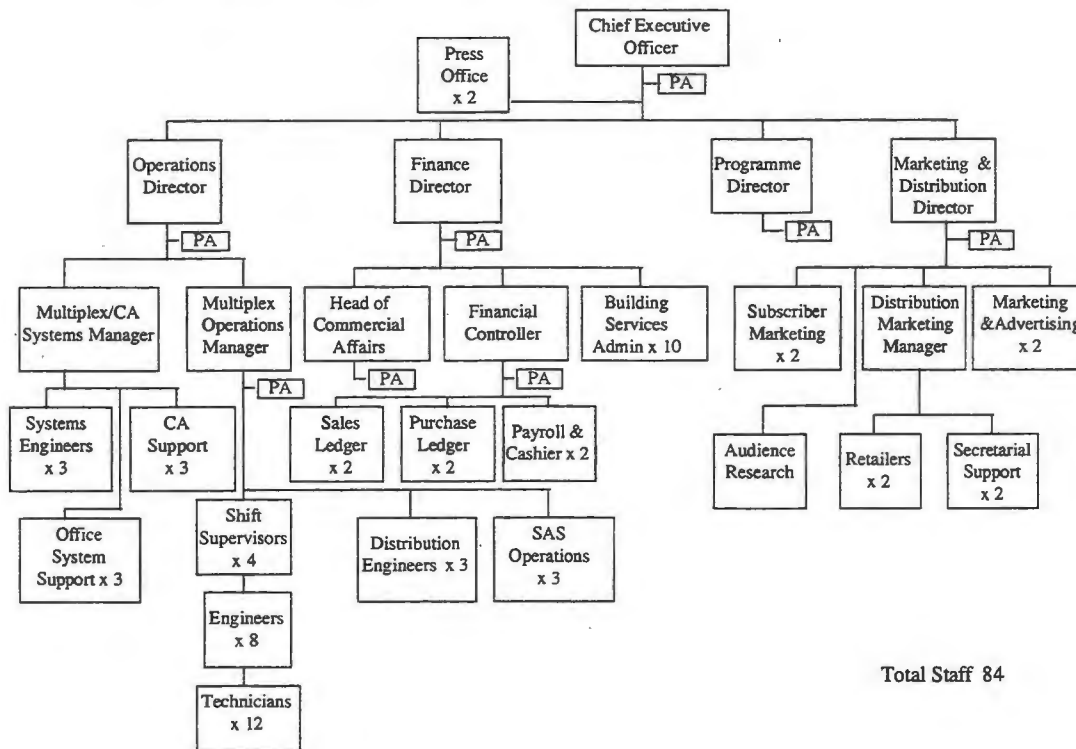 Chief Executive
Officer
Press
Office
x 2
PA
Operations
Director
Finance
Director
Programme
Director
Marketing &
Distribution
Director
PA
PA
PA
PA
Multiplex/CA
Systems Manager
Multiplex
Operations
Manager
Head of
Commercial
Affairs
Financial
Controller
Building
Services
Admin x 10
Subscriber
Marketing
x 2
Distribution
Marketing
Manager
Marketing
&Advertising
x 2
PA
PA
PA
Systems
Engineers
x 3
CA
Support
x 3
Sales
Ledger
x 2
Purchase
Ledger
x 2
Payroll &
Cashier x 2
Audience
Research
Retailers
x 2
Secretarial
Support
x 2
Office
System
Support x 3
Shift
Supervisors
x 4
Distribution
Engineers x 3
SAS
Operations
x 3
Engineers
x 8
Technicians
x 12
Total Staff 84